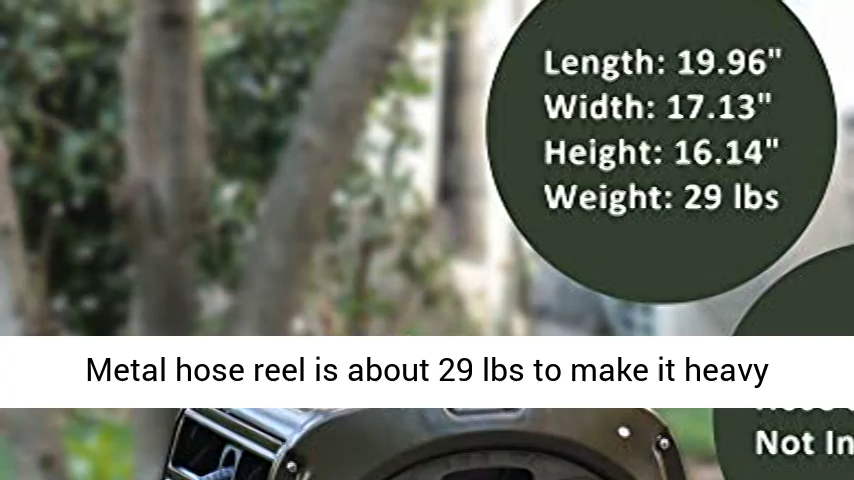 Length: 19.96"
Width: 17.13"
Height: 16.14"
Weight: 29 lbs
Metal hose reel is about 29 lbs to make it heavy
Not